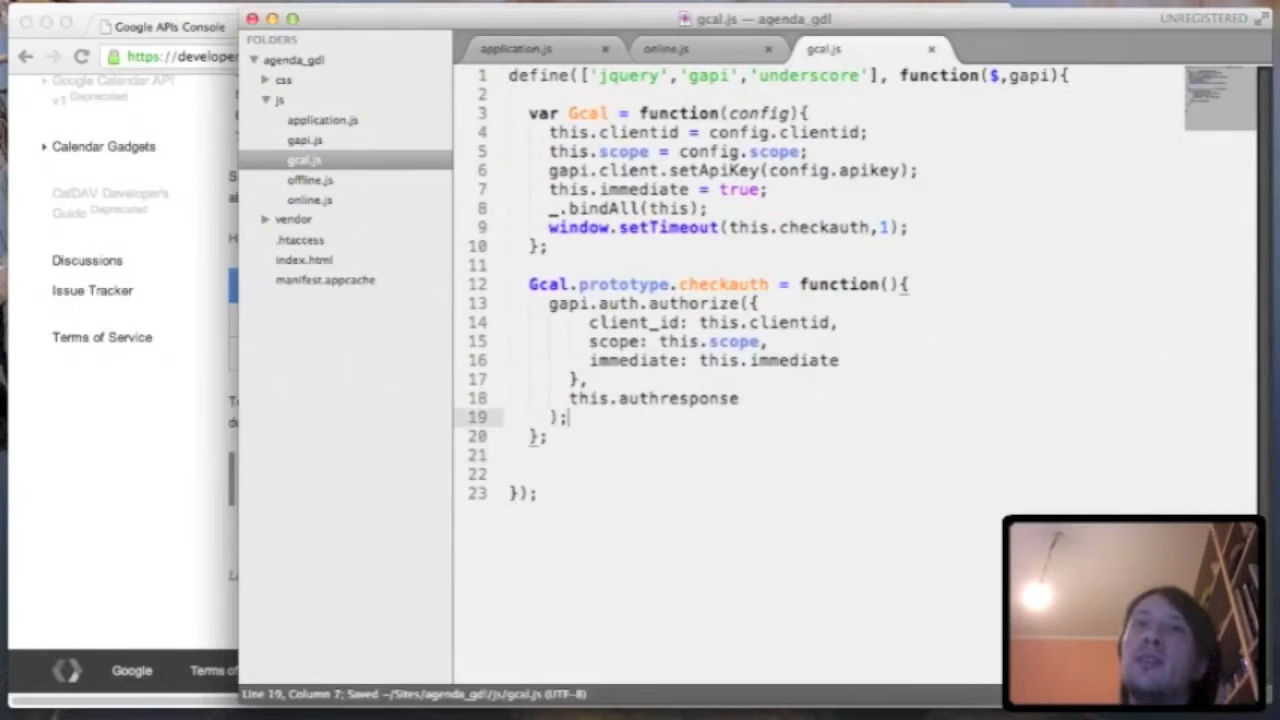 gcal.js — agenda_gdl
UNREGISTERED
Google APIs Console
https://develope
Google Calendar API
v1 Deprecated
Calendar Gadgets
CalDAV Developer's
Guide Deprecated
Discussions
Issue Tracker
Terms of Service
Google
Terms of
FOLDERS
agenda_gdl
css
js
application.js
gapi.js
gcal.js
offline.js
online.js
vendor
.htaccess
index.html
manifest.appcache
application.js
online.js
gcal.js
1 define(['jquery','gapi','underscore'], function($,gapi){
2
3 var Gcal = function(config){
4 this.clientid = config.clientid;
5 this.scope = config.scope;
6 gapi.client.setApiKey(config.apikey);
7 this.immediate = true;
8 _.bindAll(this);
9 window.setTimeout(this.checkauth,1);
10 };
11
12 Gcal.prototype.checkauth = function(){
13 gapi.auth.authorize({
14 client_id: this.clientid,
15 scope: this.scope,
16 immediate: this.immediate
17 },
18 this.authresponse
19 );
20 };
21
22
23 });
Line 19, Column 7; Saved ~/Sites/agenda_gdl/js/gcal.js (UTF-8)